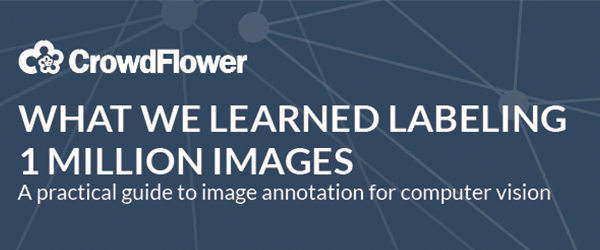 CrowdFlower
WHAT WE LEARNED LABELING
1 MILLION IMAGES
A practical guide to image annotation for computer vision